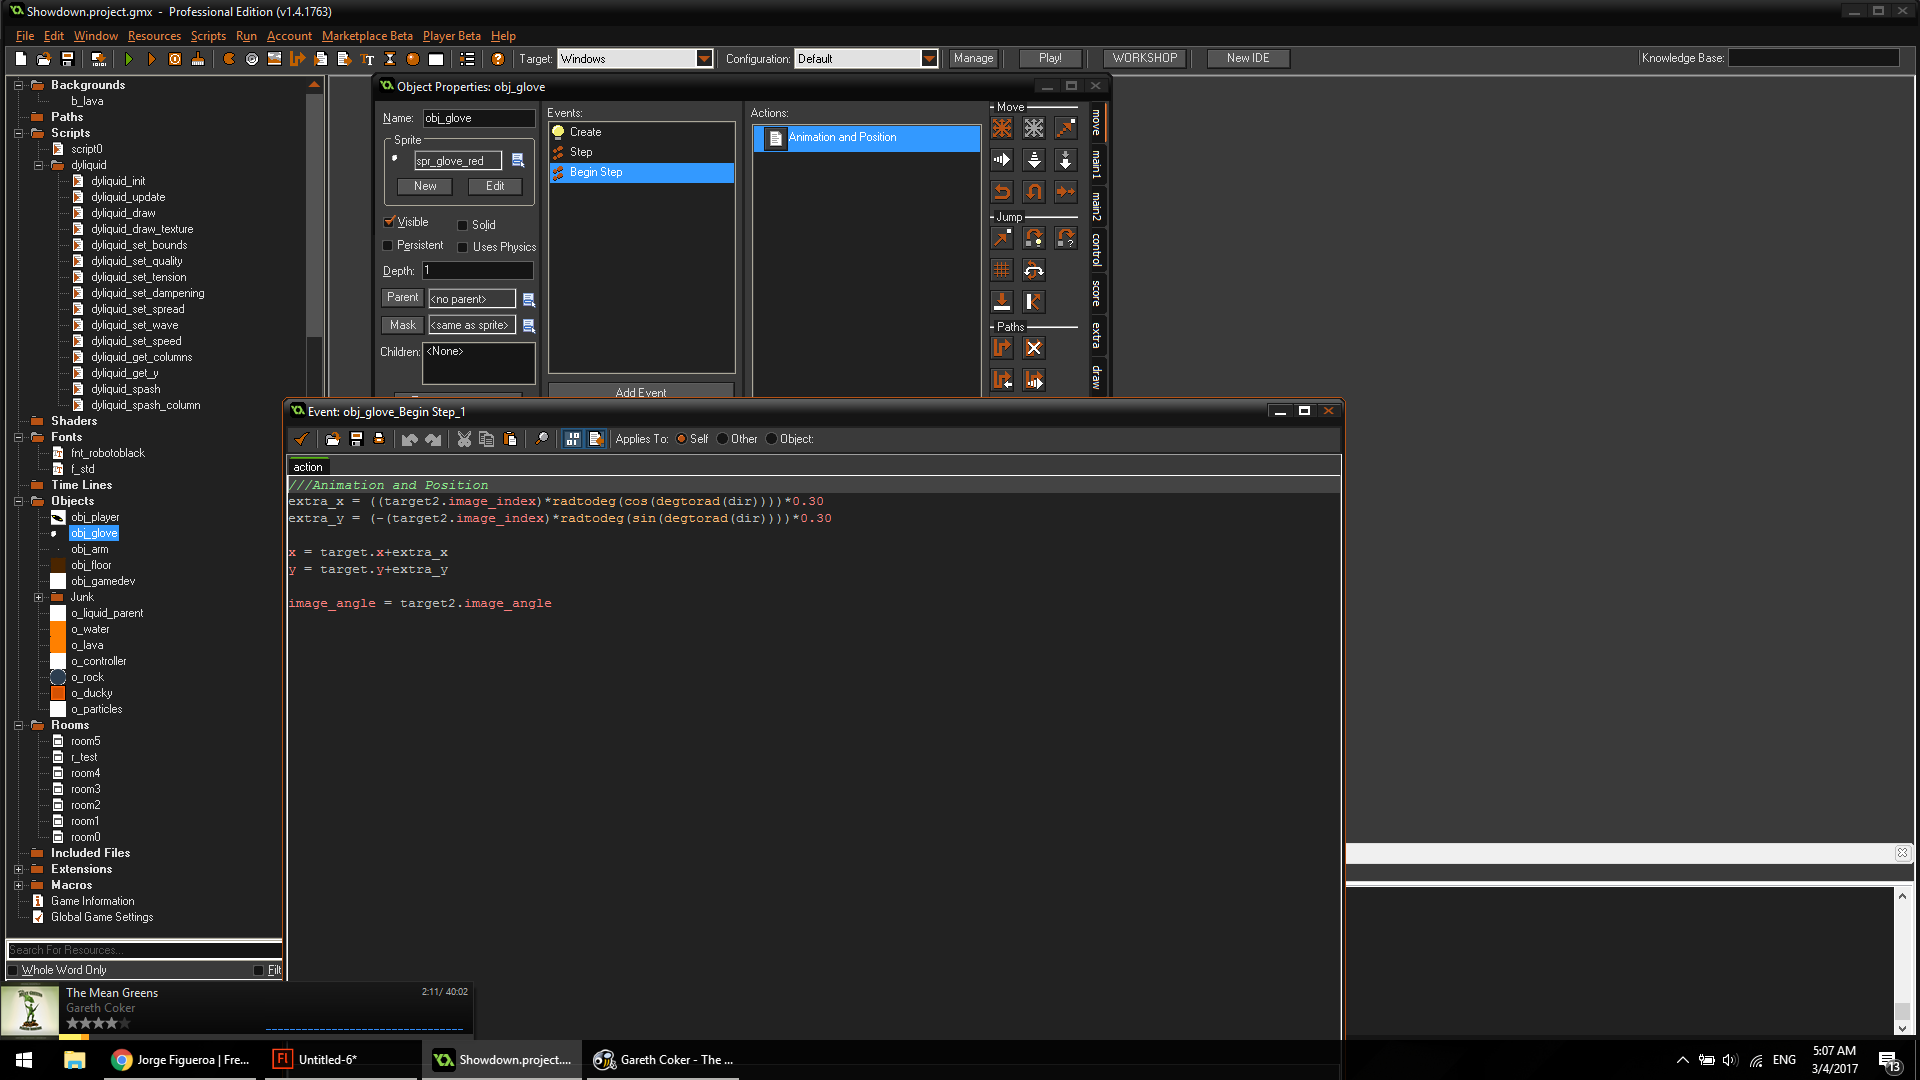 Showdown.project.gmx - Professional Edition (v1.4.1763)
File Edit Window Resources Scripts Run Account Marketplace Beta Player Beta Help
Target: Windows Configuration: Default Manage Play! WORKSHOP New IDE Knowledge Base:
Backgrounds
b_lava
Paths
Scripts
script0
dyliquid
dyliquid_init
dyliquid_update
dyliquid_draw
dyliquid_draw_texture
dyliquid_set_bounds
dyliquid_set_quality
dyliquid_set_tension
dyliquid_set_dampening
dyliquid_set_spread
dyliquid_set_wave
dyliquid_set_speed
dyliquid_get_columns
dyliquid_get_y
dyliquid_spash
dyliquid_spash_column
Shaders
Fonts
fnt_robotoblack
f_std
Time Lines
Objects
obj_player
obj_glove
obj_arm
obj_floor
obj_gamedev
Junk
o_liquid_parent
o_water
o_lava
o_controller
o_rock
o_ducky
o_particles
Rooms
room5
r_test
room4
room3
room2
room1
room0
Included Files
Extensions
Macros
Game Information
Global Game Settings
Search For Resources...
Whole Word Only
Object Properties: obj_glove
Name: obj_glove
Sprite
spr_glove_red
New Edit
Visible Solid
Persistent Uses Physics
Depth: 1
Parent <no parent>
Mask <same as sprite>
Children: <None>
Events:
Create
Step
Begin Step
Add Event
Actions:
Animation and Position
Move
Jump
Paths
move
main1
main2
control
score
extra
draw
Event: obj_glove_Begin Step_1
Applies To: Self Other Object:
action
///Animation and Position
extra_x = ((target2.image_index)*radtodeg(cos(degtorad(dir))))*0.30
extra_y = (-(target2.image_index)*radtodeg(sin(degtorad(dir))))*0.30
x = target.x+extra_x
y = target.y+extra_y
image_angle = target2.image_angle
The Mean Greens
2:11/ 40:02
Gareth Coker
Jorge Figueroa | Fre...
Fl
Untitled-6*
Showdown.project....
Gareth Coker - The ...
ENG
5:07 AM
3/4/2017
13